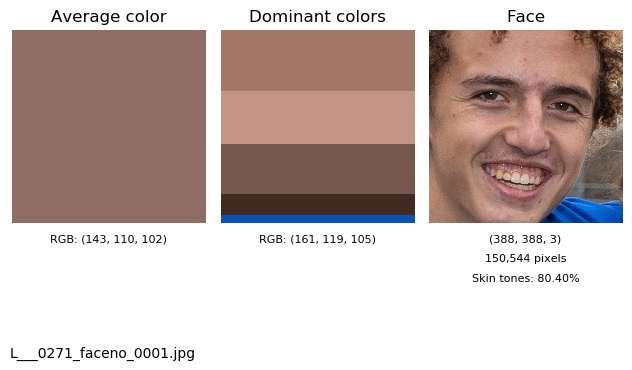 Average color
Dominant colors
Face
RGB: (143, 110, 102)
RGB: (161, 119, 105)
(388, 388, 3)
150,544 pixels
Skin tones: 80.40%
L___0271_faceno_0001.jpg